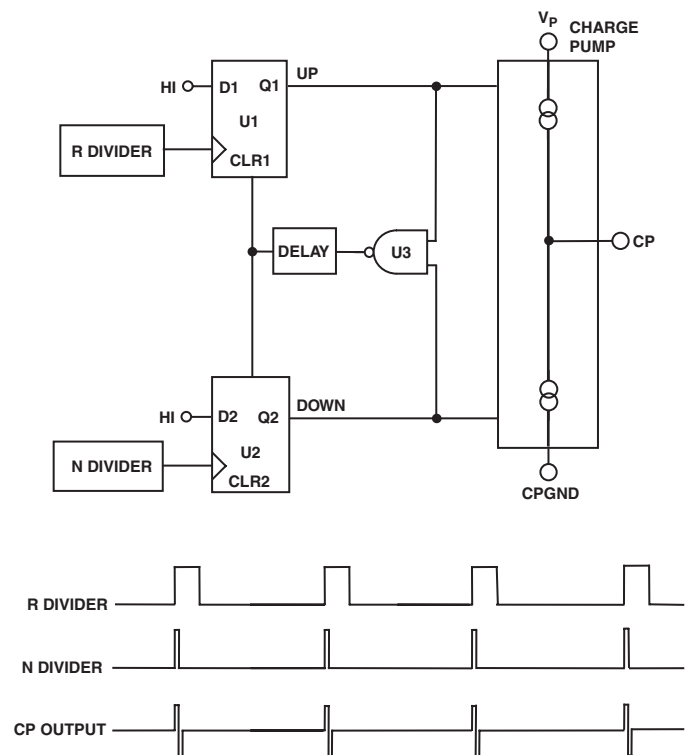 VP
CHARGE
PUMP
UP
HI
D1
Q1
U1
R DIVIDER
CLR1
DELAY
U3
CP
DOWN
HI
D2
Q2
U2
N DIVIDER
CLR2
CPGND
R DIVIDER
N DIVIDER
CP OUTPUT